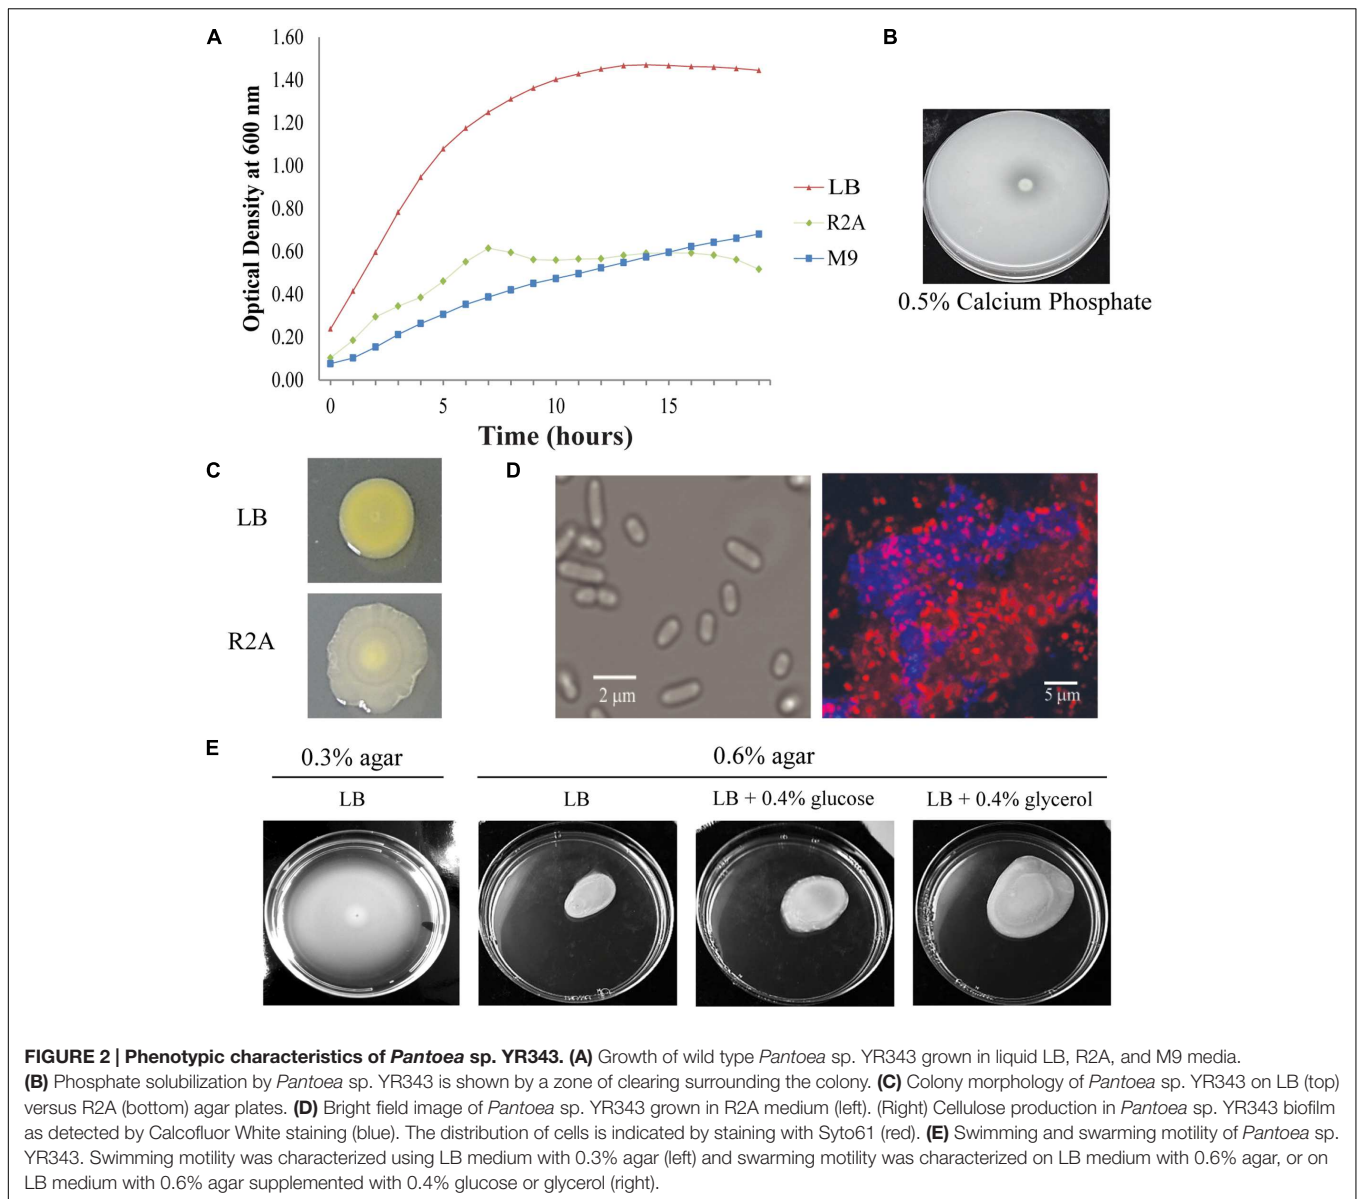 A
B
1.60
1.40
1.20
1.00
0.80
0.60
0.40
0.20
0.00
Optical Density at 600 nm
0
5
10
15
Time (hours)
LB
R2A
M9
0.5% Calcium Phosphate
C
LB
R2A
D
2 µm
5 µm
E
0.3% agar
0.6% agar
LB
LB
LB + 0.4% glucose
LB + 0.4% glycerol
FIGURE 2 | Phenotypic characteristics of Pantoea sp. YR343. (A) Growth of wild type Pantoea sp. YR343 grown in liquid LB, R2A, and M9 media.
(B) Phosphate solubilization by Pantoea sp. YR343 is shown by a zone of clearing surrounding the colony. (C) Colony morphology of Pantoea sp. YR343 on LB (top)
versus R2A (bottom) agar plates. (D) Bright field image of Pantoea sp. YR343 grown in R2A medium (left). (Right) Cellulose production in Pantoea sp. YR343 biofilm
as detected by Calcofluor White staining (blue). The distribution of cells is indicated by staining with Syto61 (red). (E) Swimming and swarming motility of Pantoea sp.
YR343. Swimming motility was characterized using LB medium with 0.3% agar (left) and swarming motility was characterized on LB medium with 0.6% agar, or on
LB medium with 0.6% agar supplemented with 0.4% glucose or glycerol (right).